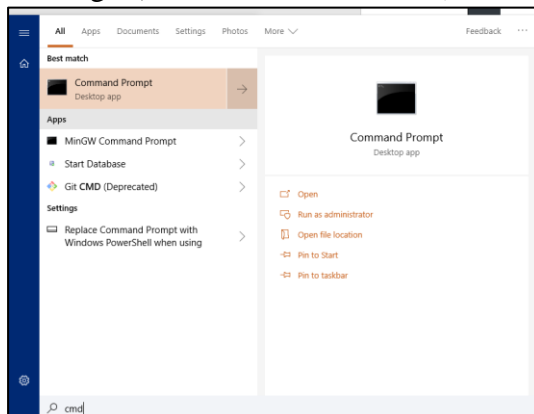 All Apps Documents Settings Photos More Feedback ...
Best match
Command Prompt
Desktop app
Apps
MinGW Command Prompt
Start Database
Git CMD (Deprecated)
Settings
Replace Command Prompt with
Windows PowerShell when using
Command Prompt
Desktop app
Open
Run as administrator
Open file location
Pin to Start
Pin to taskbar
cmd